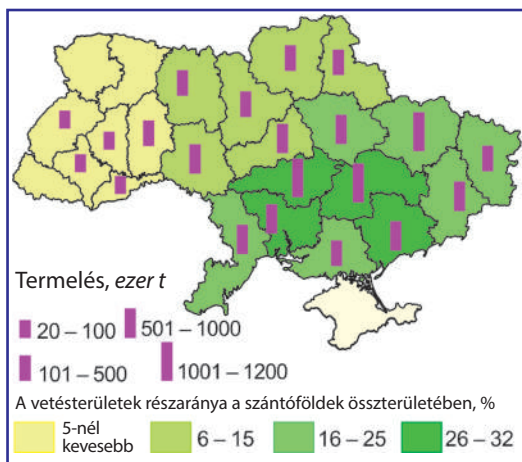 Termelés, ezer t
20 – 100
501 – 1000
101 – 500
1001 – 1200
A vetésterületek részaránya a szántóföldek összterületében, %
5-nél
kevesebb
6 – 15
16 – 25
26 – 32